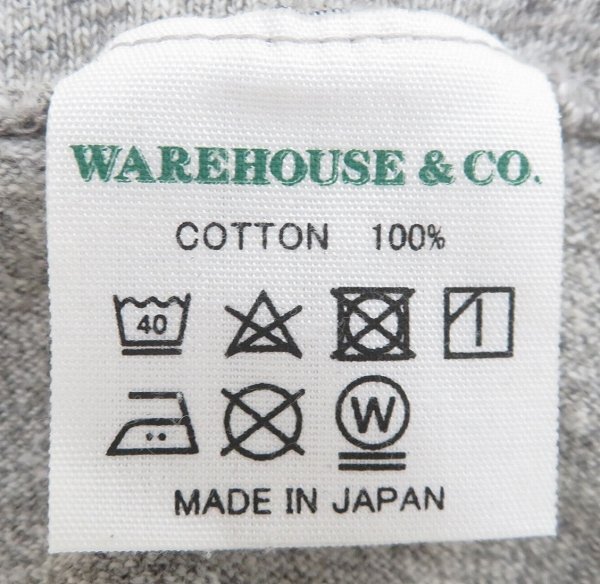 WAREHOUSE & CO.
COTTON 100%
40
W
MADE IN JAPAN